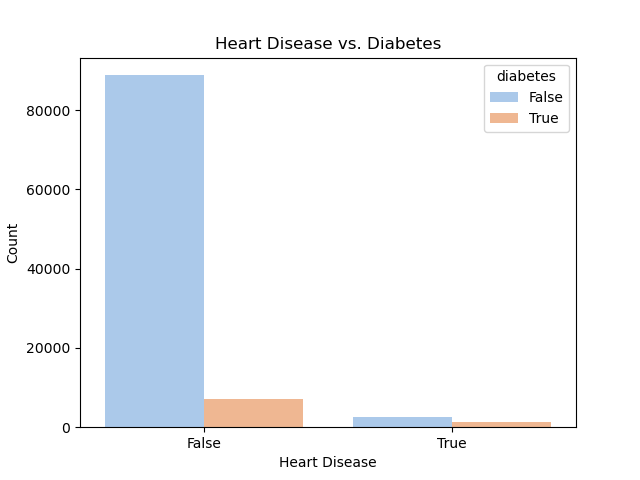 Heart Disease vs. Diabetes
diabetes
False
True
80000
60000
40000
20000
0
Count
False
True
Heart Disease